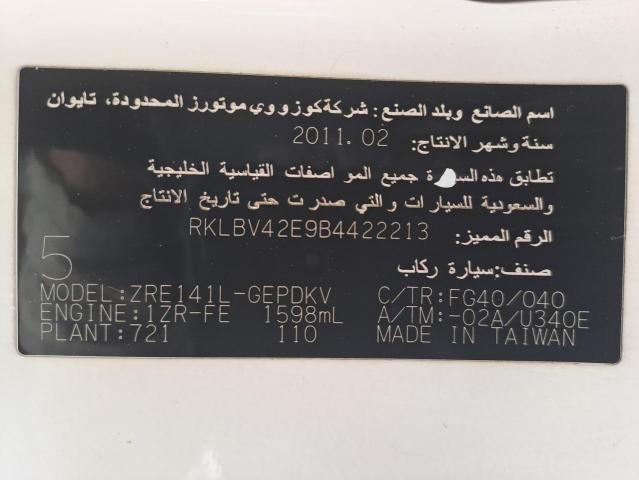 اسم الصانع وبلد الصنع: شركة كوزووي موتورز المحدودة، تايوان
سنة وشهر الانتاج: 2011.02
تطابق هذه جميع المواصفات القياسية الخليجية
والسعودية للسيارات والتي صدرت حتى تاريخ الانتاج
الرقم المميز: RKLBV42E9B4422213
صنف: سيارة ركاب
5
MODEL:ZRE141L-GEPDKV C/TR:FG40/040
ENGINE:1ZR-FE 1598mL A/TM:-02A/U340E
PLANT:721 110 MADE IN TAIWAN